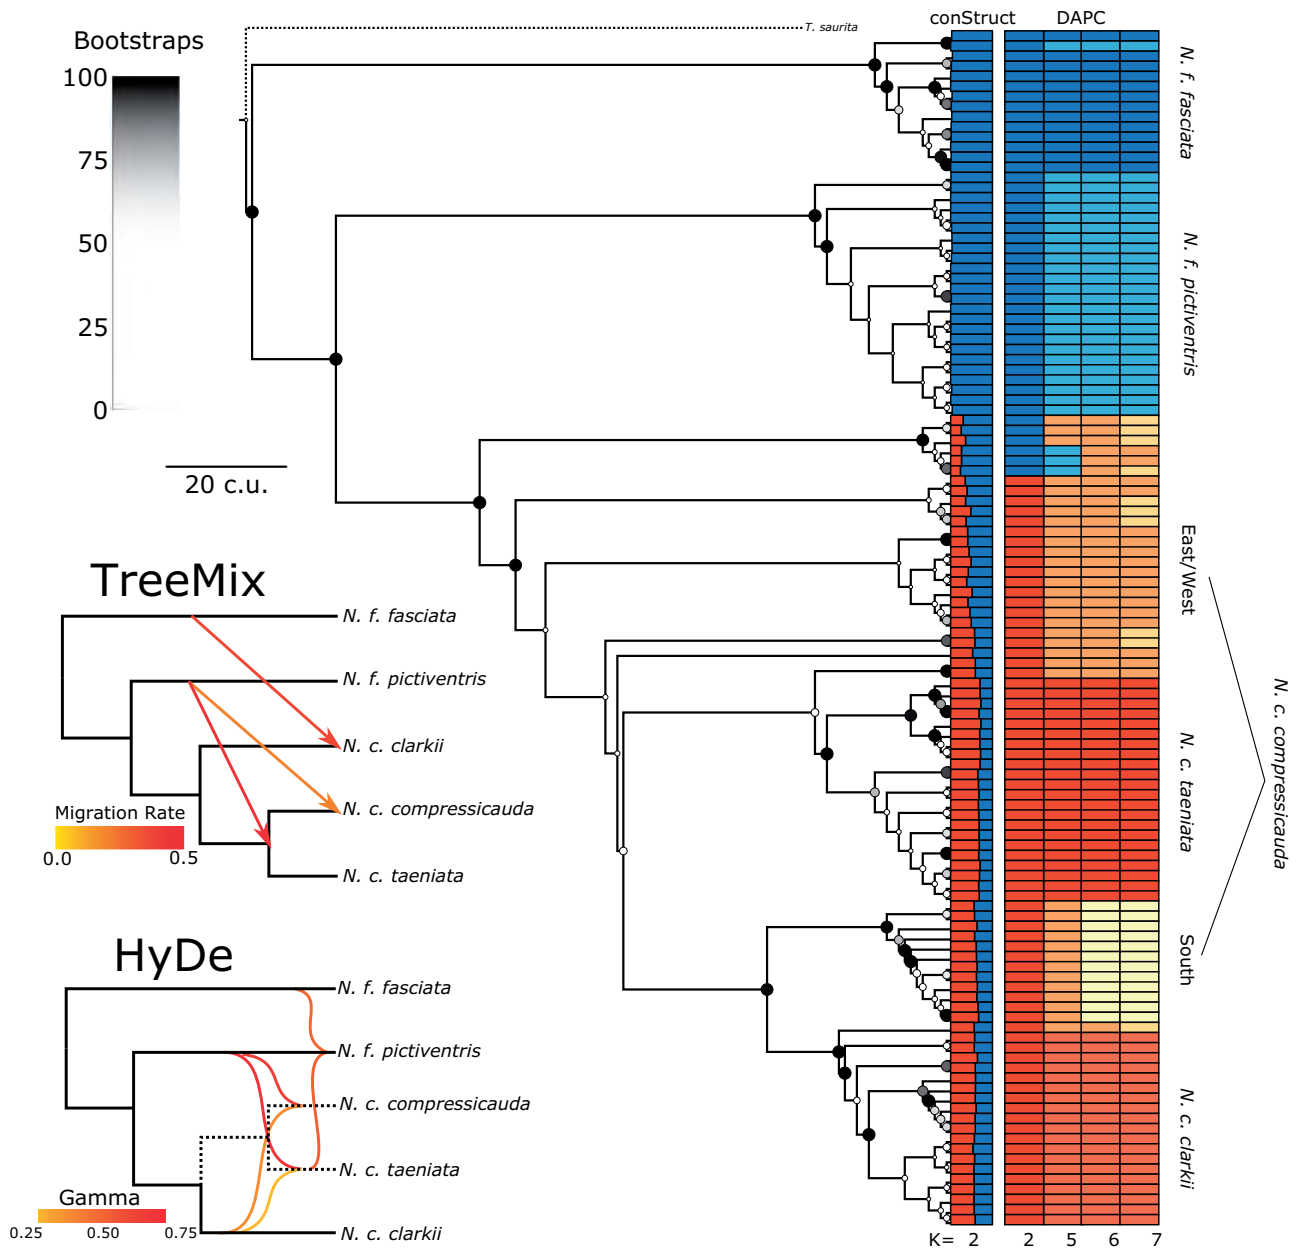 conStruct
DAPC
T. saurita
Bootstraps
100
75
50
25
0
20 c.u.
N. f. fasciata
N. f. pictiventris
East/West
N. c. taeniata
South
N. c. clarkii
N. c. compressicauda
K= 2
2
5
6
7
TreeMix
N. f. fasciata
N. f. pictiventris
N. c. clarkii
N. c. compressicauda
N. c. taeniata
Migration Rate
0.0
0.5
HyDe
N. f. fasciata
N. f. pictiventris
N. c. compressicauda
N. c. taeniata
N. c. clarkii
Gamma
0.25
0.50
0.75